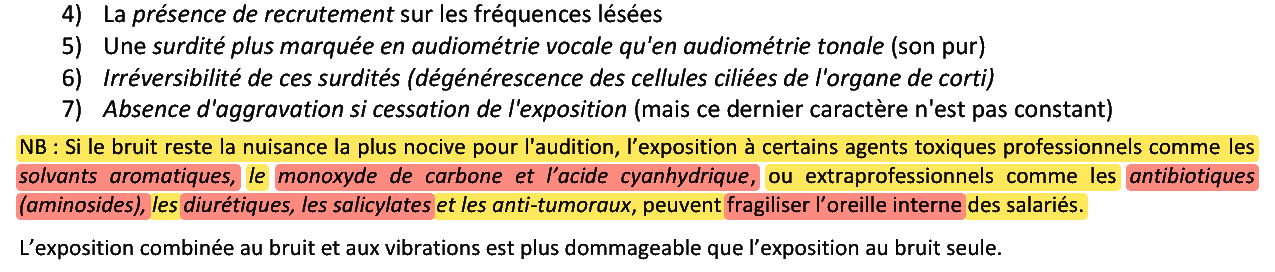 4) La présence de recrutement sur les fréquences lésées
5) Une surdité plus marquée en audiométrie vocale qu'en audiométrie tonale (son pur)
6) Irréversibilité de ces surdités (dégénérescence des cellules ciliées de l'organe de corti)
7) Absence d'aggravation si cessation de l'exposition (mais ce dernier caractère n'est pas constant)
NB : Si le bruit reste la nuisance la plus nocive pour l'audition, l’exposition à certains agents toxiques professionnels comme les
solvants aromatiques, le monoxyde de carbone et l’acide cyanhydrique, ou extraprofessionnels comme les antibiotiques
(aminosides), les diurétiques, les salicylates et les anti-tumoraux, peuvent fragiliser l’oreille interne des salariés.
L’exposition combinée au bruit et aux vibrations est plus dommageable que l’exposition au bruit seule.